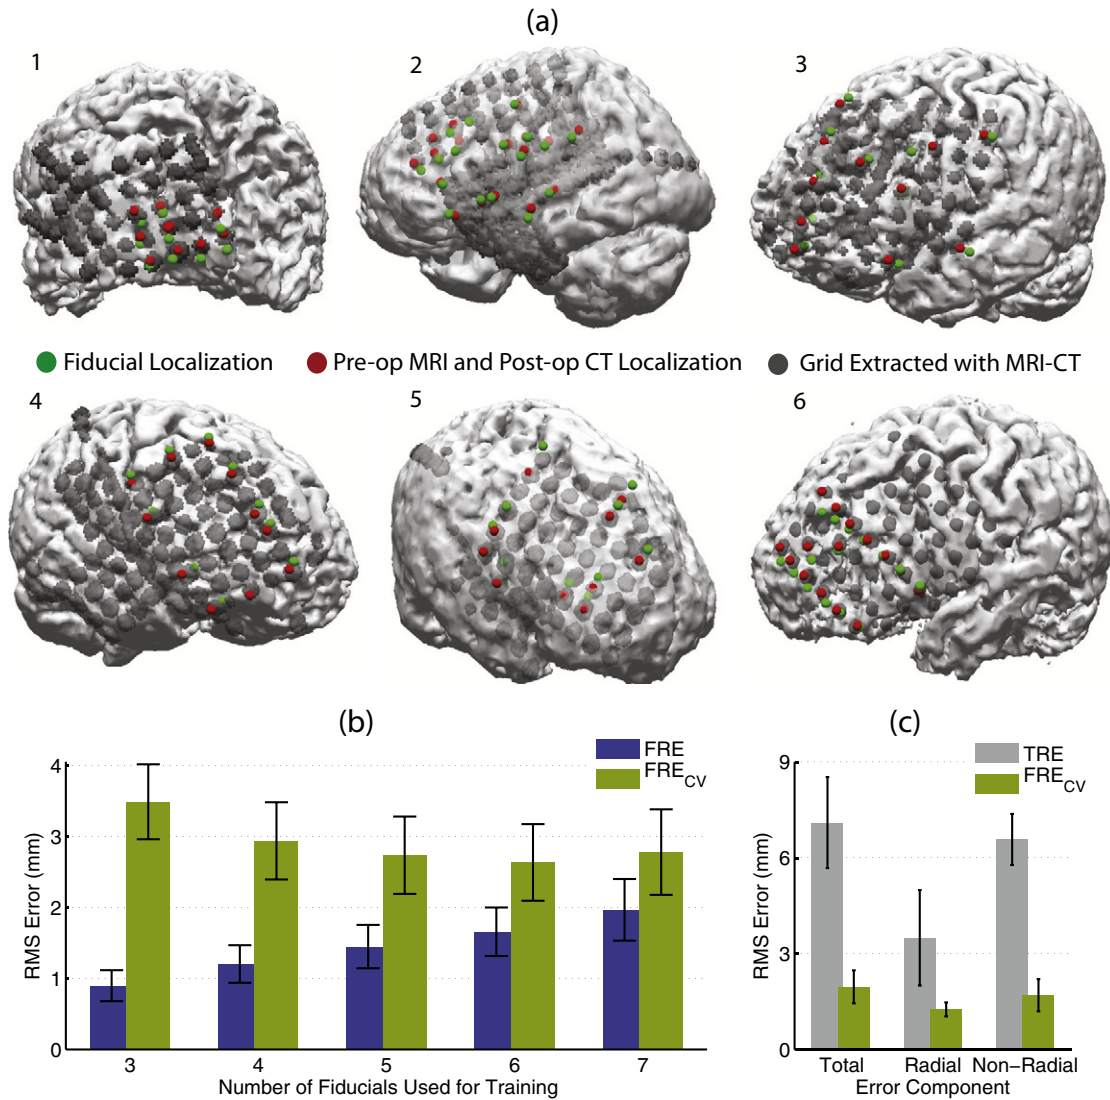 (a)
1
2
3
Fiducial Localization
Pre-op MRI and Post-op CT Localization
Grid Extracted with MRI-CT
4
5
6
(b)
FRE
FRE_CV
4
3
2
1
0
RMS Error (mm)
3 4 5 6 7
Number of Fiducials Used for Training
(c)
TRE
FRE_CV
9
6
3
0
RMS Error (mm)
Total Radial Non−Radial
Error Component